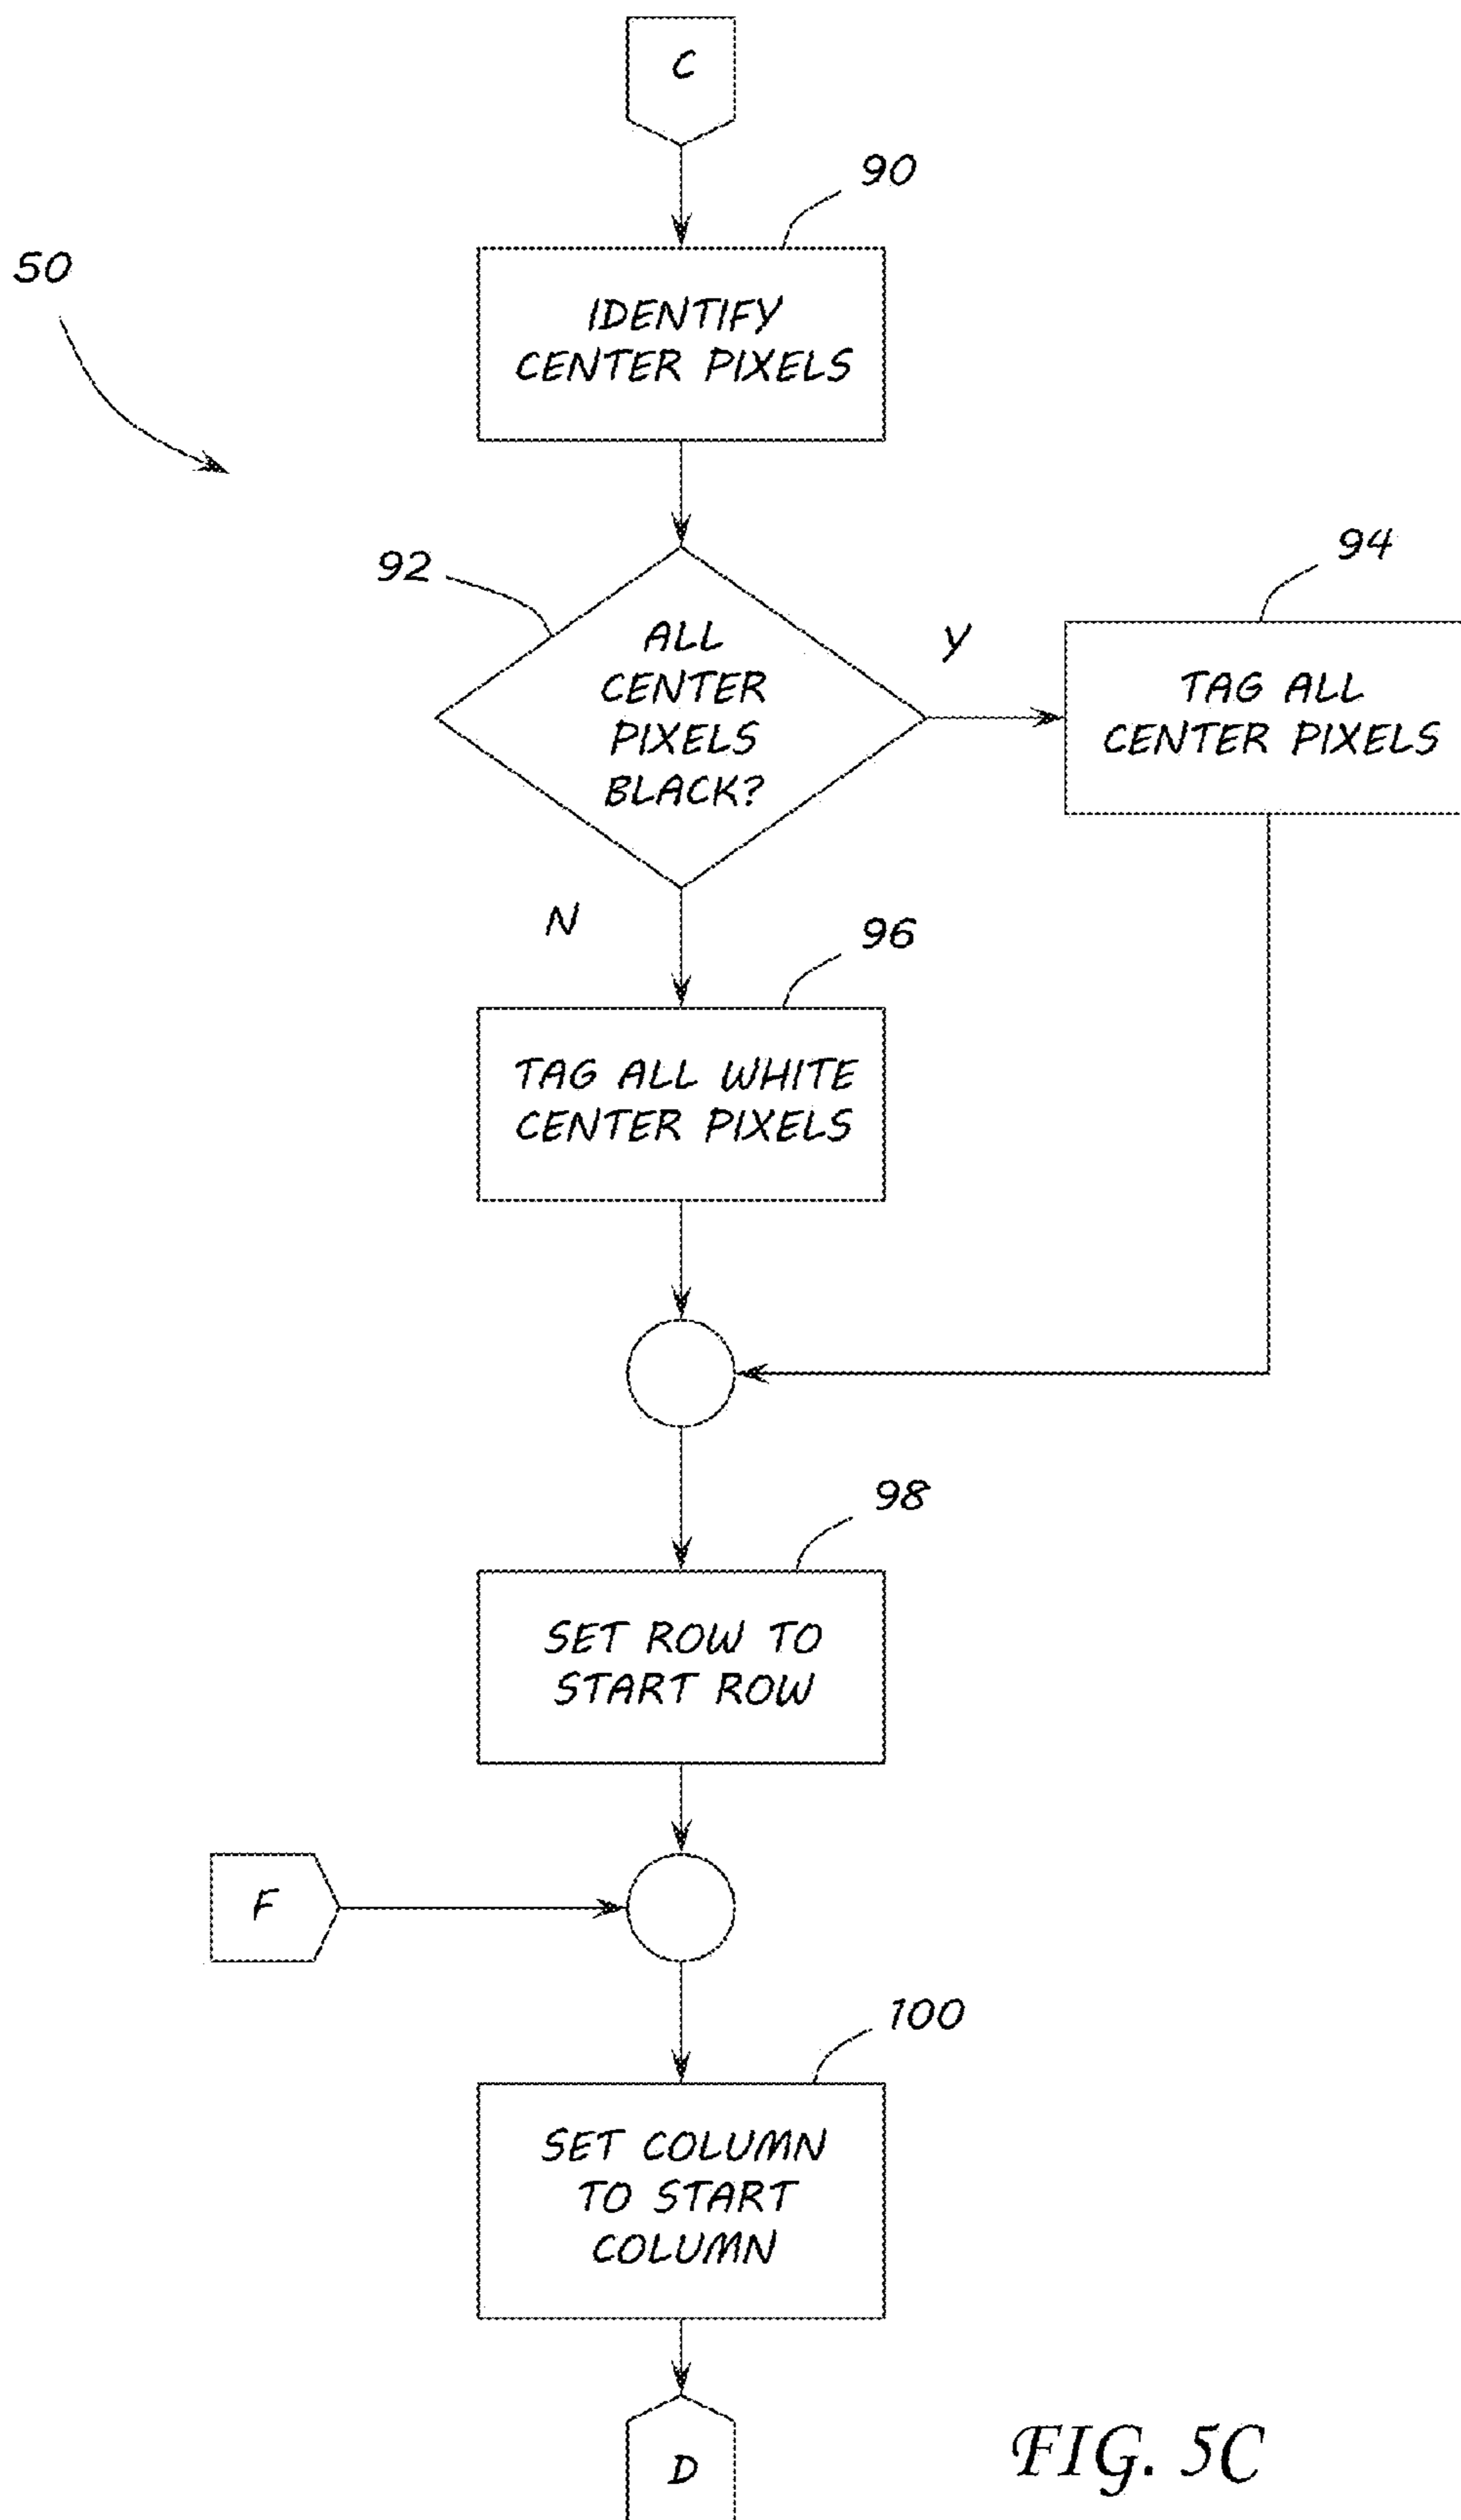 C
90
50
IDENTIFY
CENTER PIXELS
92
ALL
CENTER
PIXELS
BLACK?
Y
94
TAG ALL
CENTER PIXELS
N
96
TAG ALL WHITE
CENTER PIXELS
98
SET ROW TO
START ROW
F
100
SET COLUMN
TO START
COLUMN
D
FIG. 5C